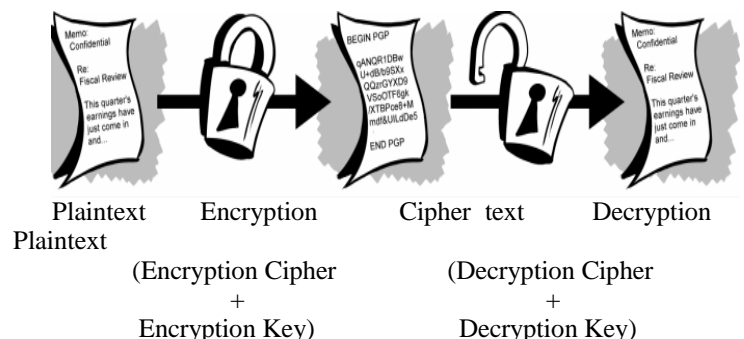 Memo:
Confidential
Re:
Fiscal Review
This quarter's
earnings have
just come in
and...
BEGIN PGP
qANQR1DBw
U+dB/b9SXx
QQzrGYXD9
VSoOTF6gk
/XTBPce8+M
mdf&UILdDe5
END PGP
Memo:
Confidential
Re:
Fiscal Review
This quarter's
earnings have
just come in
and...
Plaintext Encryption Cipher text Decryption
Plaintext
(Encryption Cipher (Decryption Cipher
+ +
Encryption Key) Decryption Key)